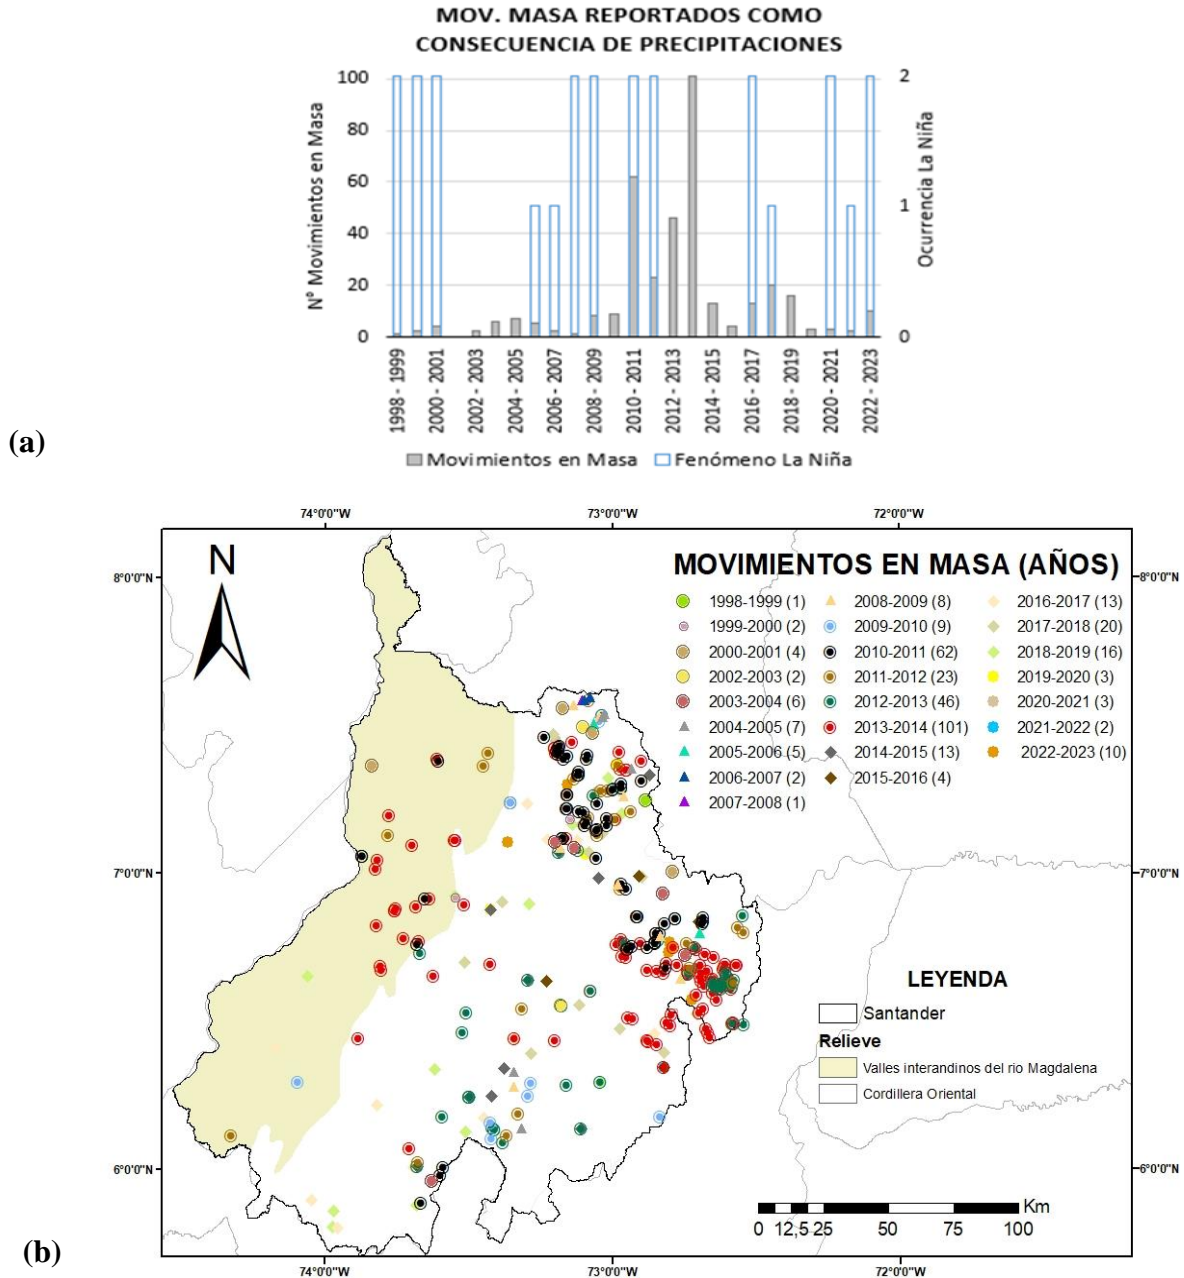 MOV. MASA REPORTADOS COMO
CONSECUENCIA DE PRECIPITACIONES
N° Movimientos en Masa
100
80
60
40
20
0
Ocurrencia La Niña
2
1
0
1998 - 1999
2000 - 2001
2002 - 2003
2004 - 2005
2006 - 2007
2008 - 2009
2010 - 2011
2012 - 2013
2014 - 2015
2016 - 2017
2018 - 2019
2020 - 2021
2022 - 2023
Movimientos en Masa Fenómeno La Niña
(a)
74°0'0"W 73°0'0"W 72°0'0"W
8°0'0"N 8°0'0"N
7°0'0"N 7°0'0"N
6°0'0"N 6°0'0"N
N
MOVIMIENTOS EN MASA (AÑOS)
1998-1999 (1) 2008-2009 (8) 2016-2017 (13)
1999-2000 (2) 2009-2010 (9) 2017-2018 (20)
2000-2001 (4) 2010-2011 (62) 2018-2019 (16)
2002-2003 (2) 2011-2012 (23) 2019-2020 (3)
2003-2004 (6) 2012-2013 (46) 2020-2021 (3)
2004-2005 (7) 2013-2014 (101) 2021-2022 (2)
2005-2006 (5) 2014-2015 (13) 2022-2023 (10)
2006-2007 (2) 2015-2016 (4)
2007-2008 (1)
LEYENDA
Santander
Relieve
Valles interandinos del rio Magdalena
Cordillera Oriental
Km
0 12,5 25 50 75 100
74°0'0"W 73°0'0"W 72°0'0"W
(b)